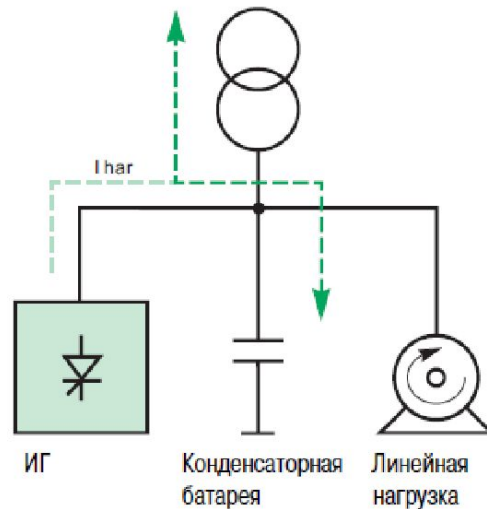 I har
ИГ
Конденсаторная
батарея
Линейная
нагрузка